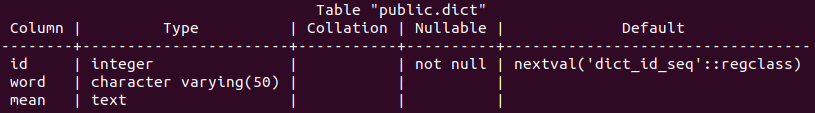 Table "public.dict"
 Column |         Type          | Collation | Nullable |             Default
--------+-----------------------+-----------+----------+----------------------------------
 id     | integer               |           | not null | nextval('dict_id_seq'::regclass)
 word   | character varying(50) |           |          |
 mean   | text                  |           |          |